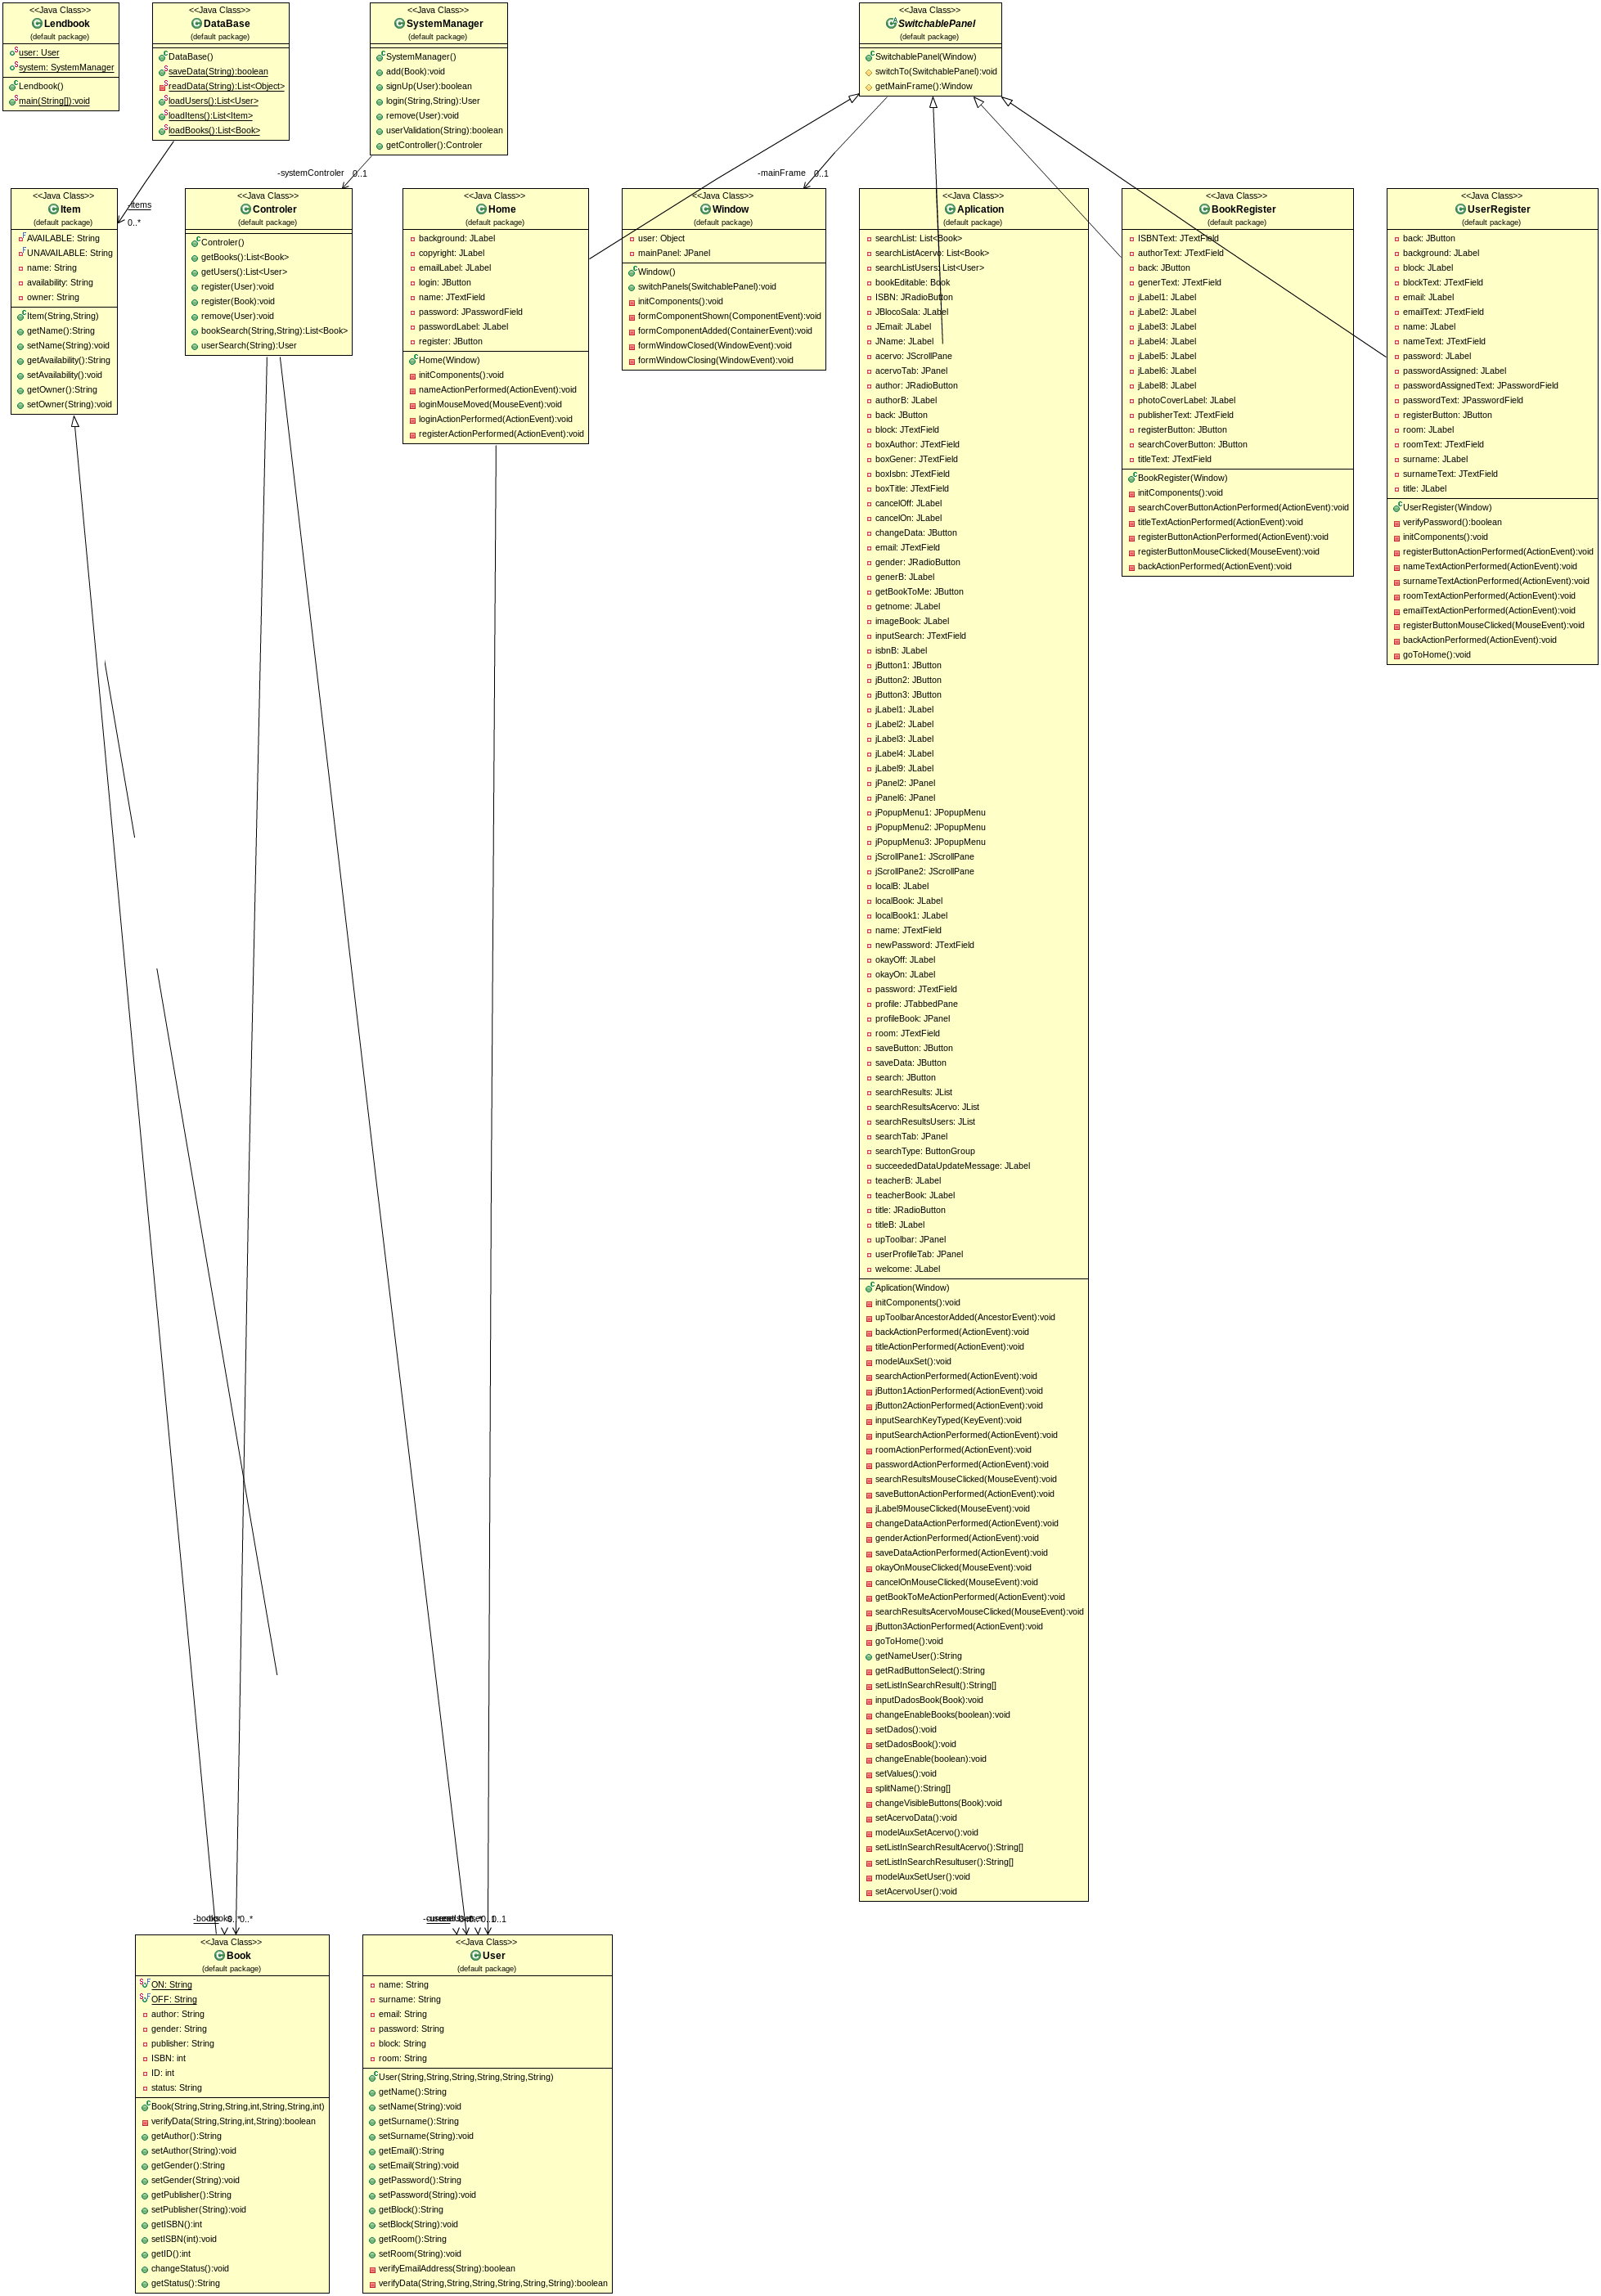 <<Java Class>>
Lendbook
(default package)
user: User
system: SystemManager
Lendbook()
main(String[]):void
<<Java Class>>
DataBase
(default package)
DataBase()
saveData(String):boolean
readData(String):List<Object>
loadUsers():List<User>
loadItens():List<Item>
loadBooks():List<Book>
<<Java Class>>
SystemManager
(default package)
SystemManager()
add(Book):void
signUp(User):boolean
login(String,String):User
remove(User):void
userValidation(String):boolean
getController():Controler
<<Java Class>>
SwitchablePanel
(default package)
SwitchablePanel(Window)
switchTo(SwitchablePanel):void
getMainFrame():Window
-items
0..*
-systemControler
0..1
-mainFrame
0..1
<<Java Class>>
Item
(default package)
AVAILABLE: String
UNAVAILABLE: String
name: String
availability: String
owner: String
Item(String,String)
getName():String
setName(String):void
getAvailability():String
setAvailability():void
getOwner():String
setOwner(String):void
<<Java Class>>
Controler
(default package)
Controler()
getBooks():List<Book>
getUsers():List<User>
register(User):void
register(Book):void
remove(User):void
bookSearch(String,String):List<Book>
userSearch(String):User
<<Java Class>>
Home
(default package)
background: JLabel
copyright: JLabel
emailLabel: JLabel
login: JButton
name: JTextField
password: JPasswordField
passwordLabel: JLabel
register: JButton
Home(Window)
initComponents():void
nameActionPerformed(ActionEvent):void
loginMouseMoved(MouseEvent):void
loginActionPerformed(ActionEvent):void
registerActionPerformed(ActionEvent):void
<<Java Class>>
Window
(default package)
user: Object
mainPanel: JPanel
Window()
switchPanels(SwitchablePanel):void
initComponents():void
formComponentShown(ComponentEvent):void
formComponentAdded(ContainerEvent):void
formWindowClosed(WindowEvent):void
formWindowClosing(WindowEvent):void
<<Java Class>>
Aplication
(default package)
searchList: List<Book>
searchListAcervo: List<Book>
searchListUsers: List<User>
bookEditable: Book
ISBN: JRadioButton
JBlocoSala: JLabel
JEmail: JLabel
JName: JLabel
acervo: JScrollPane
acervoTab: JPanel
author: JRadioButton
authorB: JLabel
back: JButton
block: JTextField
boxAuthor: JTextField
boxGener: JTextField
boxIsbn: JTextField
boxTitle: JTextField
cancelOff: JLabel
cancelOn: JLabel
changeData: JButton
email: JTextField
gender: JRadioButton
generB: JLabel
getBookToMe: JButton
getnome: JLabel
imageBook: JLabel
inputSearch: JTextField
isbnB: JLabel
jButton1: JButton
jButton2: JButton
jButton3: JButton
jLabel1: JLabel
jLabel2: JLabel
jLabel3: JLabel
jLabel4: JLabel
jLabel9: JLabel
jPanel2: JPanel
jPanel6: JPanel
jPopupMenu1: JPopupMenu
jPopupMenu2: JPopupMenu
jPopupMenu3: JPopupMenu
jScrollPane1: JScrollPane
jScrollPane2: JScrollPane
localB: JLabel
localBook: JLabel
localBook1: JLabel
name: JTextField
newPassword: JTextField
okayOff: JLabel
okayOn: JLabel
password: JTextField
profile: JTabbedPane
profileBook: JPanel
room: JTextField
saveButton: JButton
saveData: JButton
search: JButton
searchResults: JList
searchResultsAcervo: JList
searchResultsUsers: JList
searchTab: JPanel
searchType: ButtonGroup
succeededDataUpdateMessage: JLabel
teacherB: JLabel
teacherBook: JLabel
title: JRadioButton
titleB: JLabel
upToolbar: JPanel
userProfileTab: JPanel
welcome: JLabel
Aplication(Window)
initComponents():void
upToolbarAncestorAdded(AncestorEvent):void
backActionPerformed(ActionEvent):void
titleActionPerformed(ActionEvent):void
modelAuxSet():void
searchActionPerformed(ActionEvent):void
jButton1ActionPerformed(ActionEvent):void
jButton2ActionPerformed(ActionEvent):void
inputSearchKeyTyped(KeyEvent):void
inputSearchActionPerformed(ActionEvent):void
roomActionPerformed(ActionEvent):void
passwordActionPerformed(ActionEvent):void
searchResultsMouseClicked(MouseEvent):void
saveButtonActionPerformed(ActionEvent):void
jLabel9MouseClicked(MouseEvent):void
changeDataActionPerformed(ActionEvent):void
genderActionPerformed(ActionEvent):void
saveDataActionPerformed(ActionEvent):void
okayOnMouseClicked(MouseEvent):void
cancelOnMouseClicked(MouseEvent):void
getBookToMeActionPerformed(ActionEvent):void
searchResultsAcervoMouseClicked(MouseEvent):void
jButton3ActionPerformed(ActionEvent):void
goToHome():void
getNameUser():String
getRadButtonSelect():String
setListInSearchResult():String[]
inputDadosBook(Book):void
changeEnableBooks(boolean):void
setDados():void
setDadosBook():void
changeEnable(boolean):void
setValues():void
splitName():String[]
changeVisibleButtons(Book):void
setAcervoData():void
modelAuxSetAcervo():void
setListInSearchResultAcervo():String[]
setListInSearchResultuser():String[]
modelAuxSetUser():void
setAcervoUser():void
<<Java Class>>
BookRegister
(default package)
ISBNText: JTextField
authorText: JTextField
back: JButton
generText: JTextField
jLabel1: JLabel
jLabel2: JLabel
jLabel3: JLabel
jLabel4: JLabel
jLabel5: JLabel
jLabel6: JLabel
jLabel8: JLabel
photoCoverLabel: JLabel
publisherText: JTextField
registerButton: JButton
searchCoverButton: JButton
titleText: JTextField
BookRegister(Window)
initComponents():void
searchCoverButtonActionPerformed(ActionEvent):void
titleTextActionPerformed(ActionEvent):void
registerButtonActionPerformed(ActionEvent):void
registerButtonMouseClicked(MouseEvent):void
backActionPerformed(ActionEvent):void
<<Java Class>>
UserRegister
(default package)
back: JButton
background: JLabel
block: JLabel
blockText: JTextField
email: JLabel
emailText: JTextField
name: JLabel
nameText: JTextField
password: JLabel
passwordAssigned: JLabel
passwordAssignedText: JPasswordField
passwordText: JPasswordField
registerButton: JButton
room: JLabel
roomText: JTextField
surname: JLabel
surnameText: JTextField
title: JLabel
UserRegister(Window)
verifyPassword():boolean
initComponents():void
registerButtonActionPerformed(ActionEvent):void
nameTextActionPerformed(ActionEvent):void
surnameTextActionPerformed(ActionEvent):void
roomTextActionPerformed(ActionEvent):void
emailTextActionPerformed(ActionEvent):void
registerButtonMouseClicked(MouseEvent):void
backActionPerformed(ActionEvent):void
goToHome():void
-books
0..*
0..1
<<Java Class>>
Book
(default package)
ON: String
OFF: String
author: String
gender: String
publisher: String
ISBN: int
ID: int
status: String
Book(String,String,String,int,String,String,int)
verifyData(String,String,int,String):boolean
getAuthor():String
setAuthor(String):void
getGender():String
setGender(String):void
getPublisher():String
setPublisher(String):void
getISBN():int
setISBN(int):void
getID():int
changeStatus():void
getStatus():String
<<Java Class>>
User
(default package)
name: String
surname: String
email: String
password: String
block: String
room: String
User(String,String,String,String,String,String)
getName():String
setName(String):void
getSurname():String
setSurname(String):void
getEmail():String
setEmail(String):void
getPassword():String
setPassword(String):void
getBlock():String
setBlock(String):void
getRoom():String
setRoom(String):void
verifyEmailAddress(String):boolean
verifyData(String,String,String,String,String,String):boolean